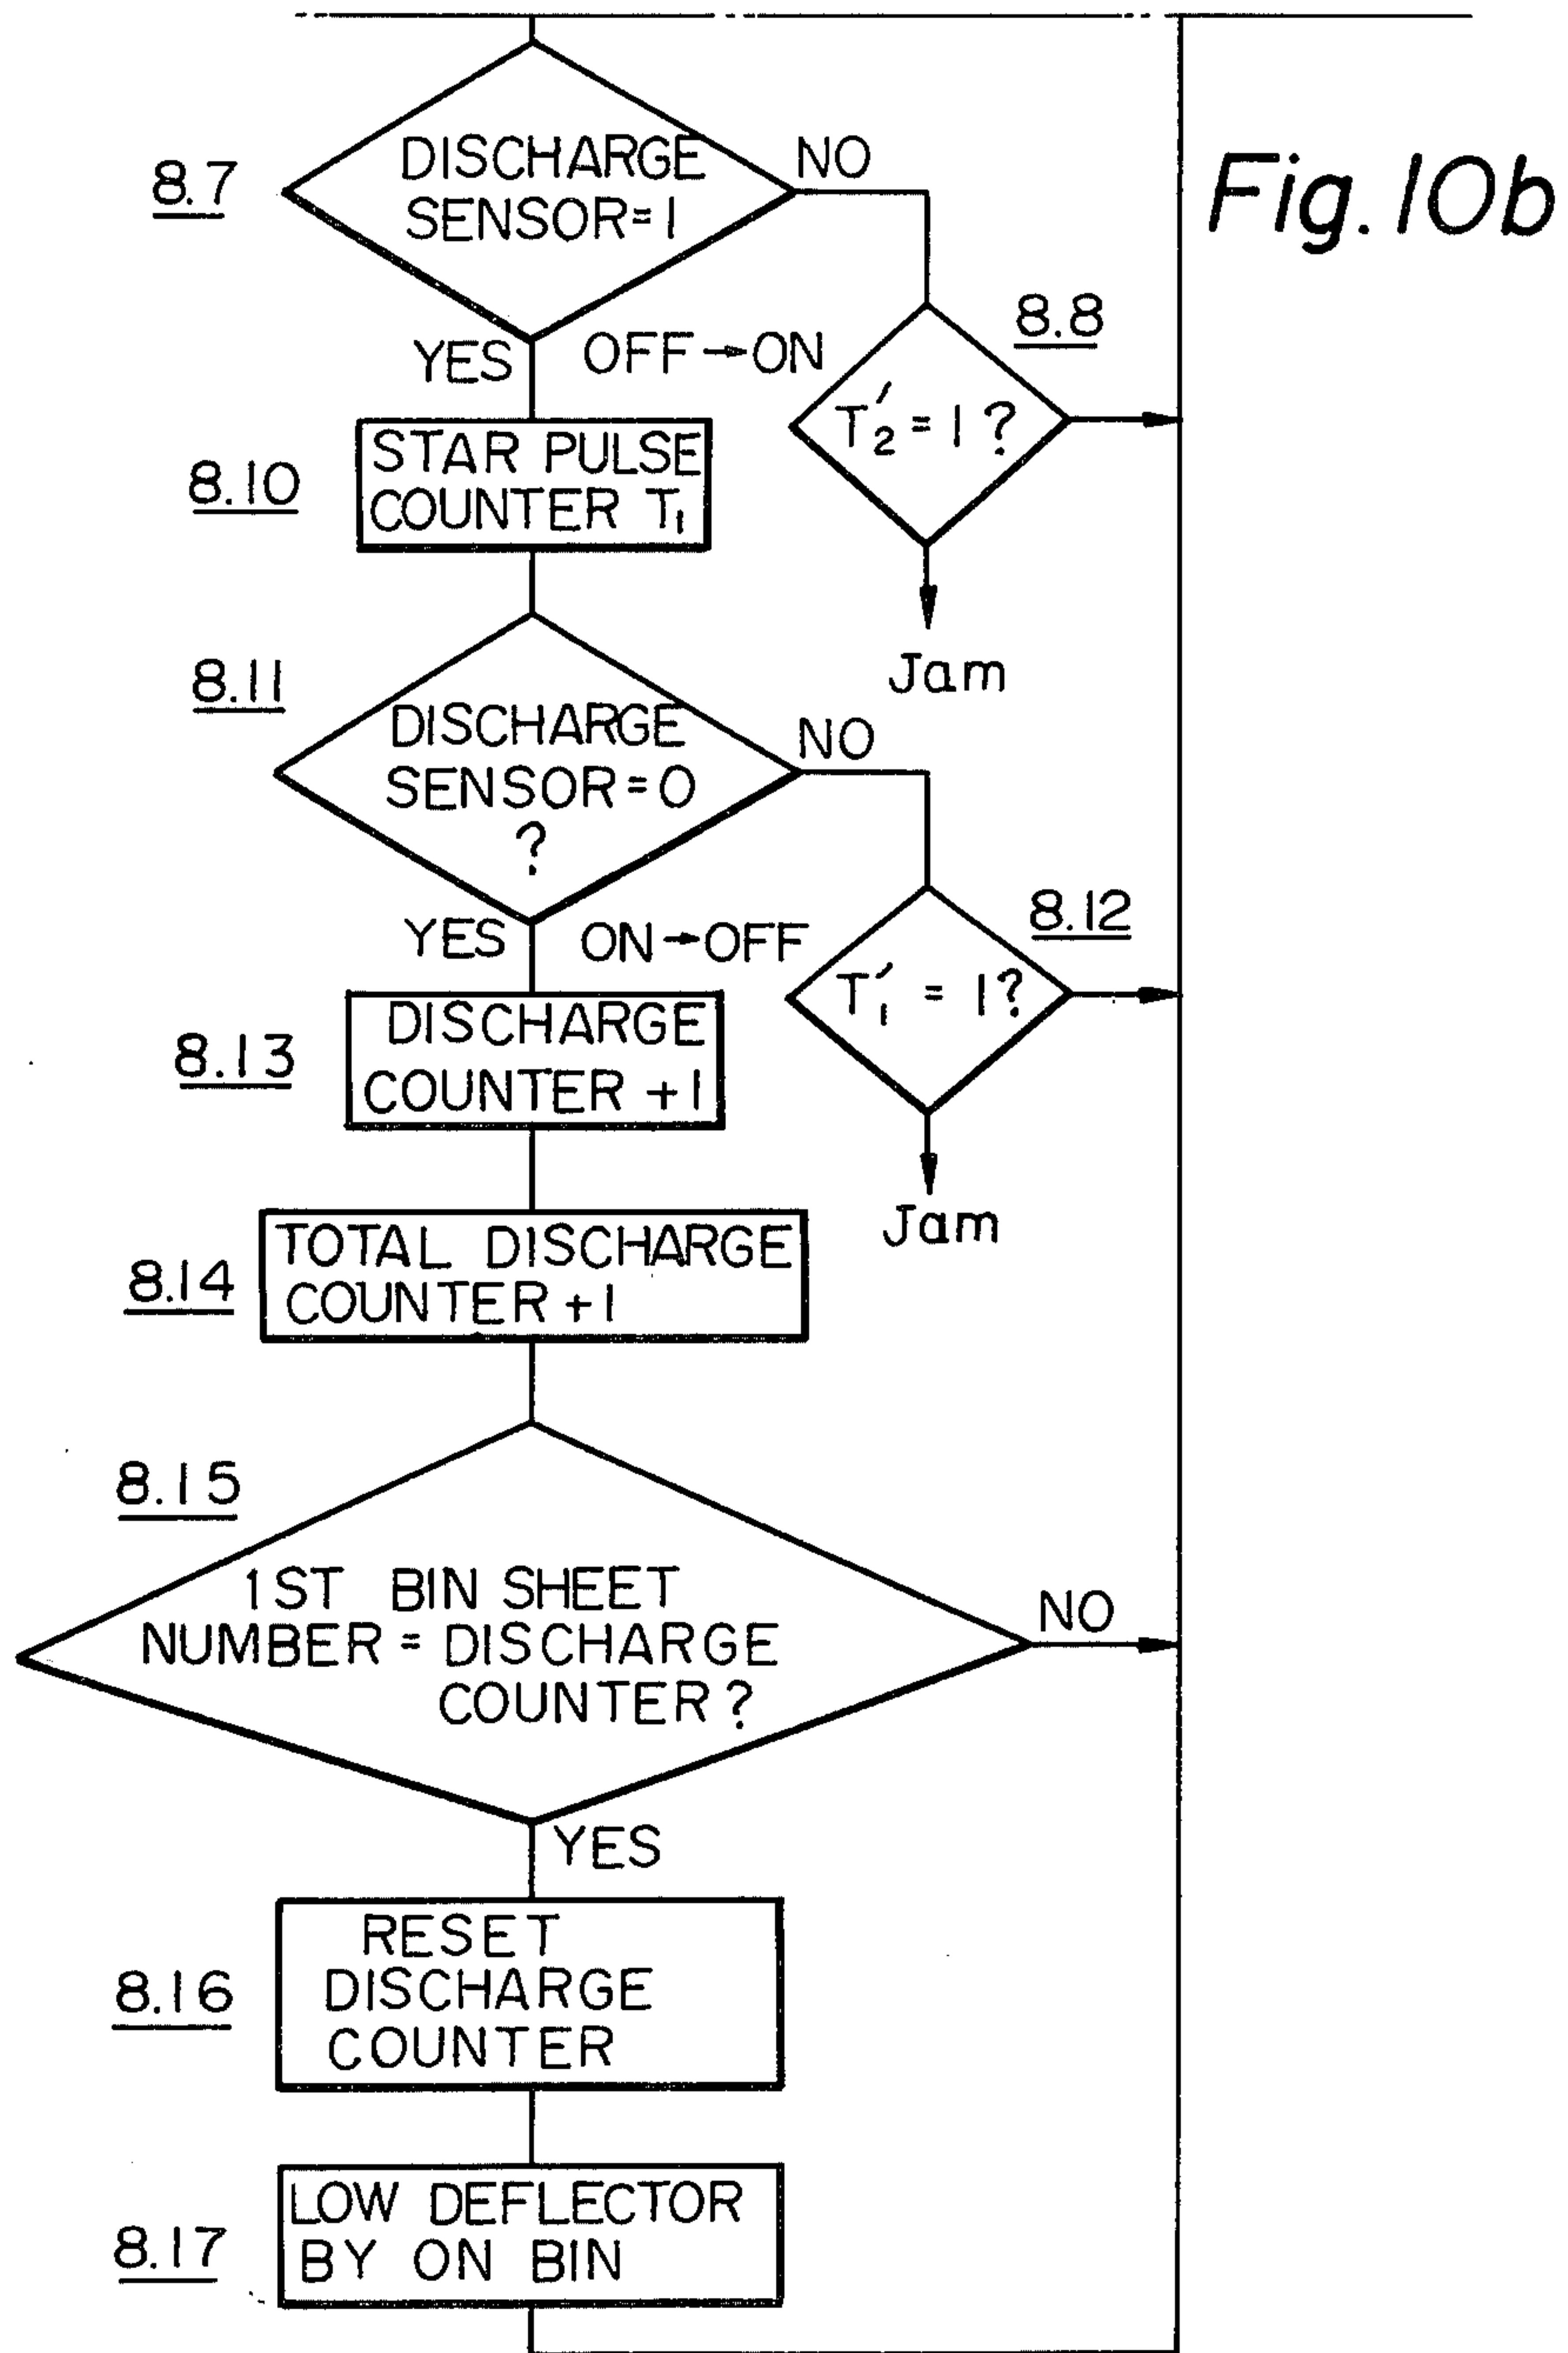 Fig. 10b
8.7
DISCHARGE
SENSOR=1
NO
YES
OFF→ON
8.8
T₂′ = 1 ?
Jam
8.10
STAR PULSE
COUNTER T₁
8.11
DISCHARGE
SENSOR=0
?
NO
YES
ON→OFF
8.12
T₁′ = 1?
Jam
8.13
DISCHARGE
COUNTER +1
8.14
TOTAL DISCHARGE
COUNTER +1
8.15
1ST BIN SHEET
NUMBER = DISCHARGE
COUNTER ?
NO
YES
8.16
RESET
DISCHARGE
COUNTER
8.17
LOW DEFLECTOR
BY ON BIN